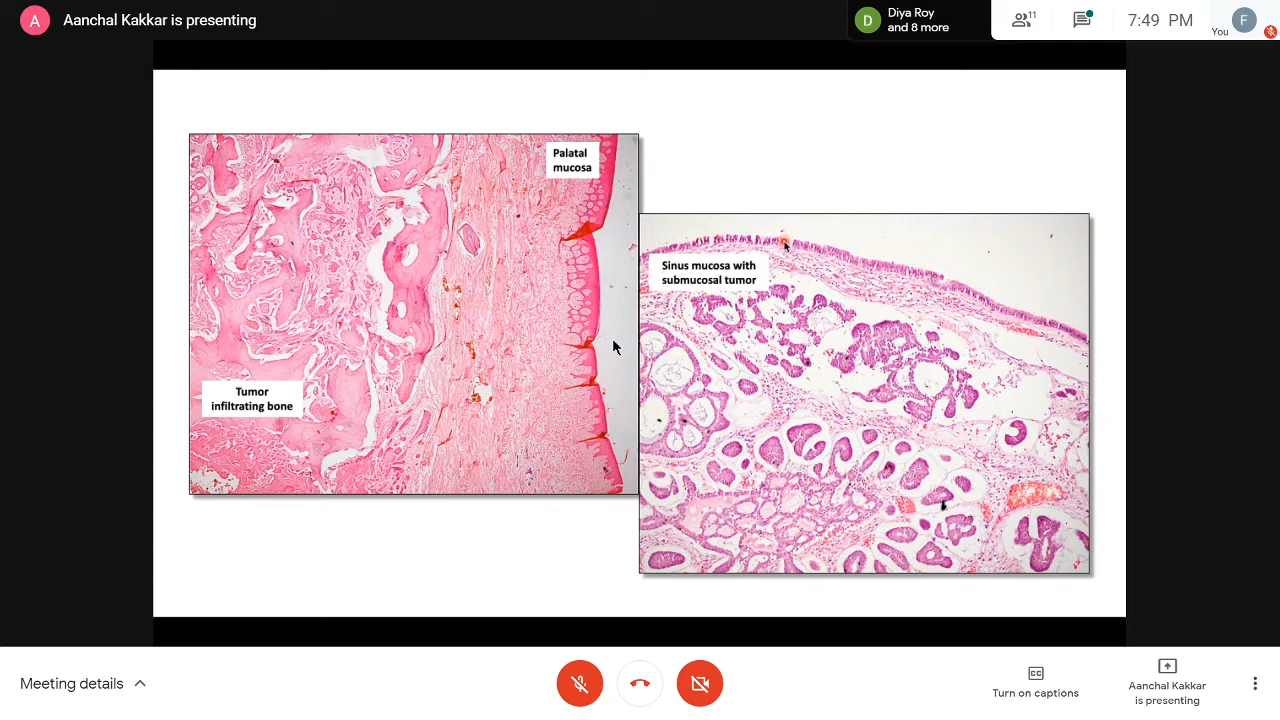 A
Aanchal Kakkar is presenting
D
Diya Roy
and 8 more
11
7:49 PM
You
F
Palatal
mucosa
Sinus mucosa with
submucosal tumor
Tumor
infiltrating bone
Meeting details
CC
Turn on captions
Aanchal Kakkar
is presenting